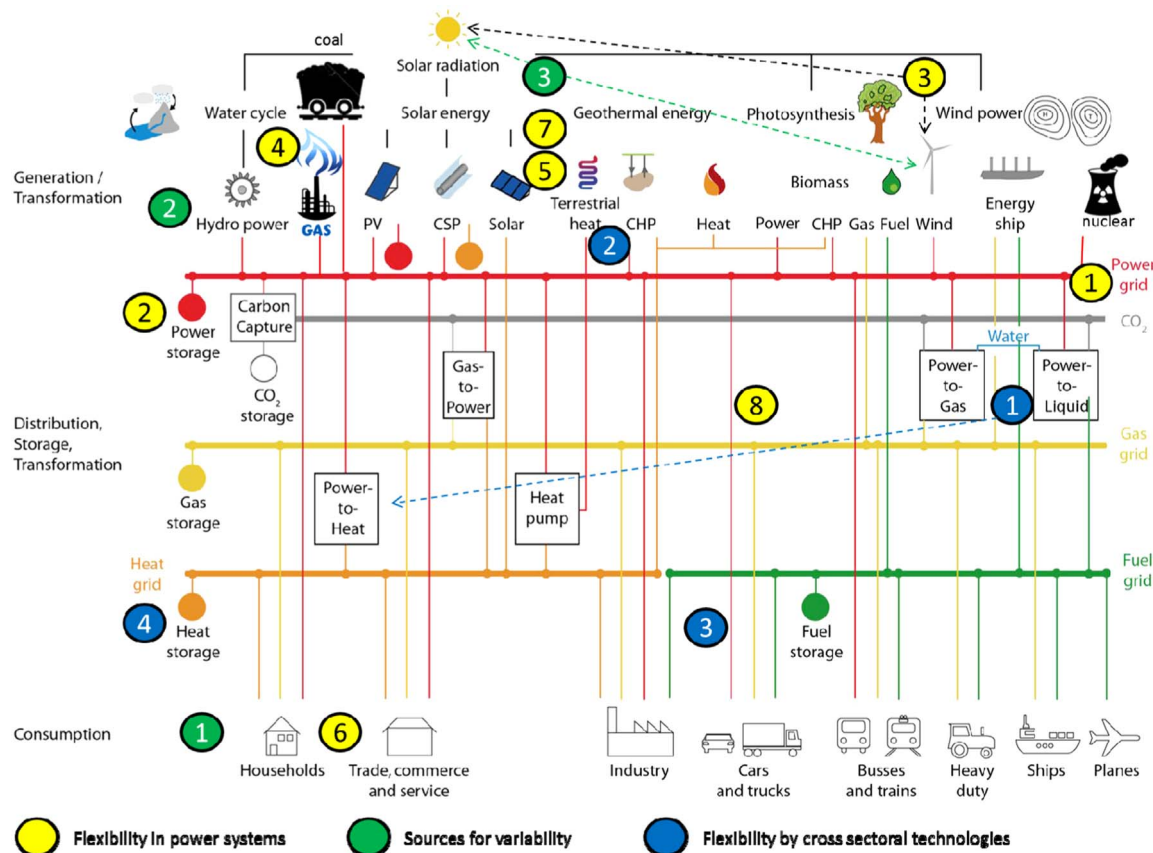 coal
Solar radiation
3
3
Water cycle
Solar energy
7
Geothermal energy
Photosynthesis
Wind power
H
T
4
5
Generation /
Transformation
2
Hydro power
GAS
PV
CSP
Solar
Terrestrial
heat
2
CHP
Heat
Power
Biomass
CHP
Gas
Fuel
Wind
Energy
ship
nuclear
Power
grid
1
2
Power
storage
Carbon
Capture
CO2
CO2
storage
Gas-
to-
Power
8
Water
Power-
to-
Gas
1
Power-
to-
Liquid
Distribution,
Storage,
Transformation
Gas
grid
Gas
storage
Power-
to-
Heat
Heat
pump
Heat
grid
Fuel
grid
4
Heat
storage
3
Fuel
storage
Consumption
1
Households
6
Trade, commerce
and service
Industry
Cars
and trucks
Busses
and trains
Heavy
duty
Ships
Planes
Flexibility in power systems
Sources for variability
Flexibility by cross sectoral technologies